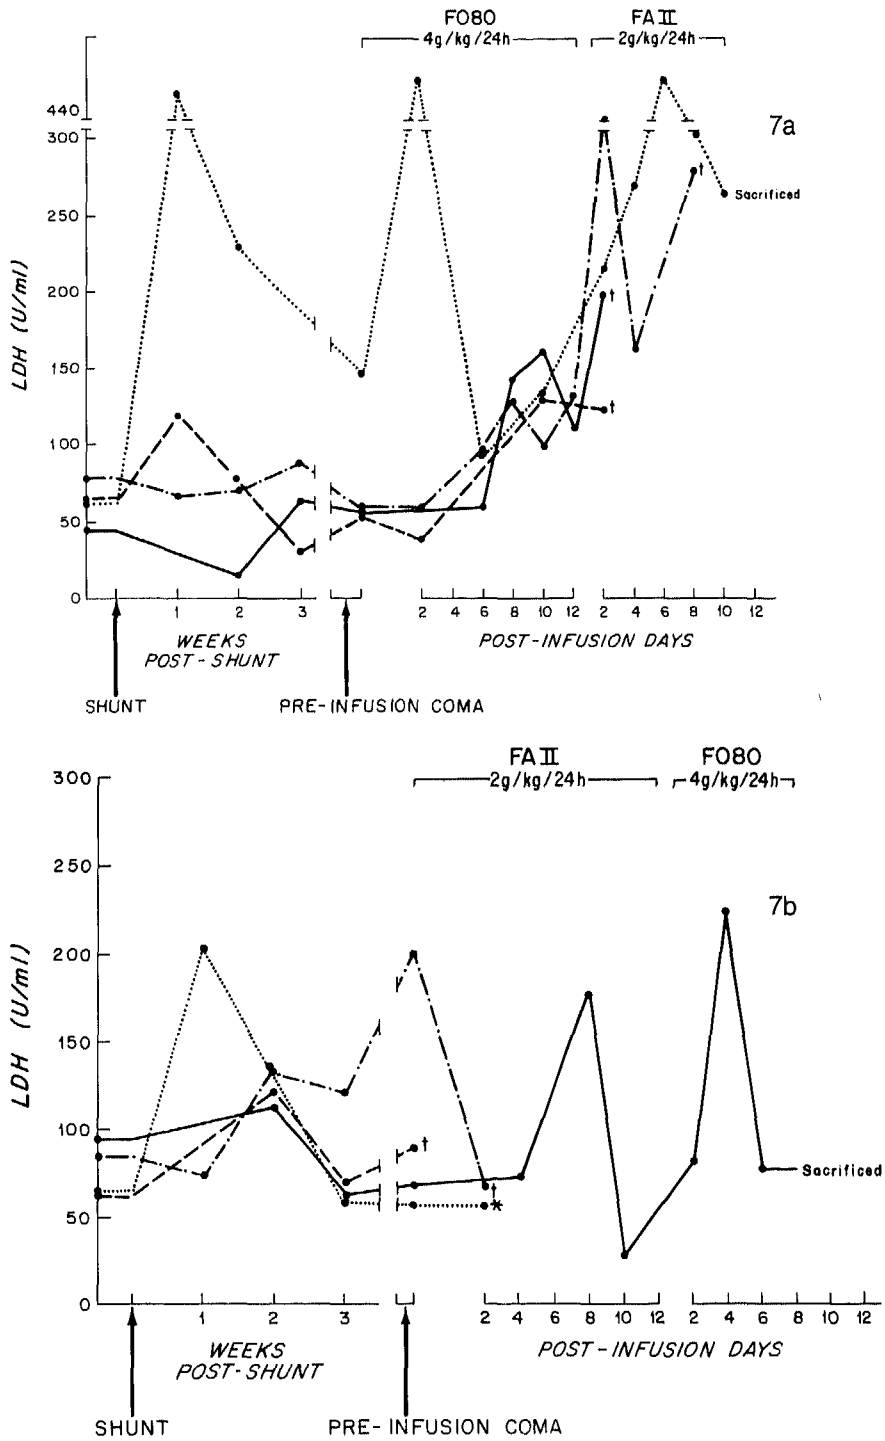 FO80 FA II
4g/kg/24h 2g/kg/24h
440
7a
300
†
Sacrificed
250
LDH (U/ml)
200 †
150
†
100
50
0
1 2 3 2 4 6 8 10 12 2 4 6 8 10 12
WEEKS POST-INFUSION DAYS
POST-SHUNT
SHUNT PRE-INFUSION COMA
FA II FO80
2g/kg/24h 4g/kg/24h
300
250
7b
200
LDH (U/ml)
150
100
†
Sacrificed
†
*
50
0
1 2 3 2 4 6 8 10 12 2 4 6 8 10 12
WEEKS POST-INFUSION DAYS
POST-SHUNT
SHUNT PRE-INFUSION COMA